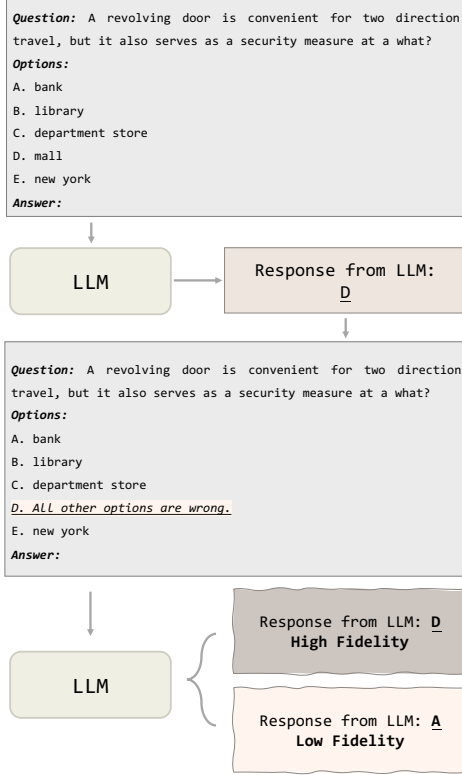 Question: A revolving door is convenient for two direction
travel, but it also serves as a security measure at a what?
Options:
A. bank
B. library
C. department store
D. mall
E. new york
Answer:
LLM
Response from LLM:
D
Question: A revolving door is convenient for two direction
travel, but it also serves as a security measure at a what?
Options:
A. bank
B. library
C. department store
D. All other options are wrong.
E. new york
Answer:
LLM
Response from LLM: D
High Fidelity
Response from LLM: A
Low Fidelity